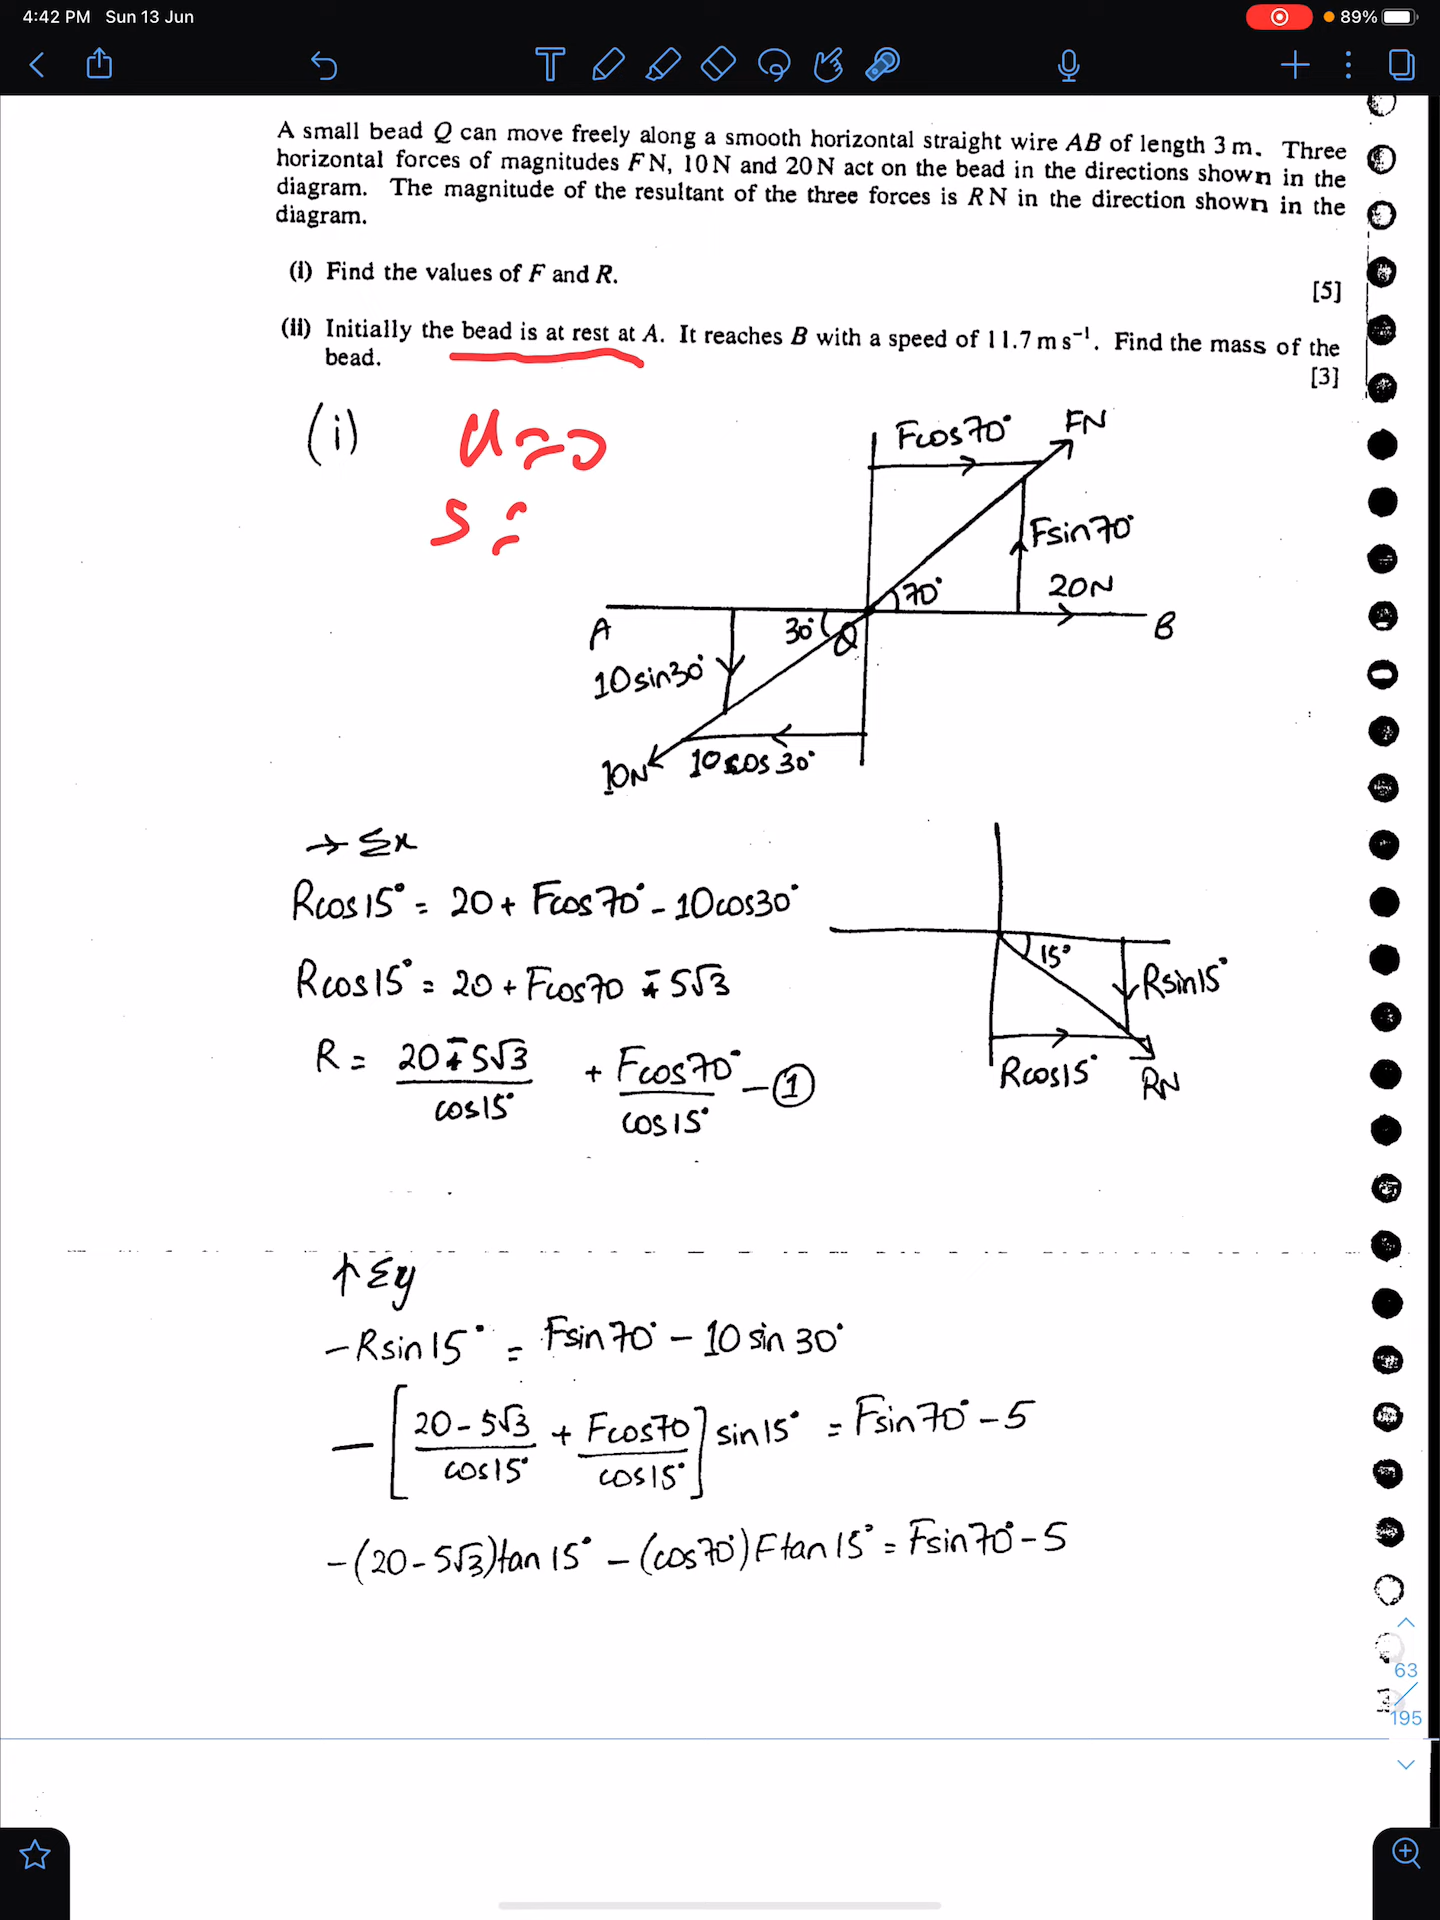 4:42 PM Sun 13 Jun
89%
A small bead Q can move freely along a smooth horizontal straight wire AB of length 3 m. Three
horizontal forces of magnitudes F N, 10 N and 20 N act on the bead in the directions shown in the
diagram. The magnitude of the resultant of the three forces is R N in the direction shown in the
diagram.
(i) Find the values of F and R.
[5]
(ii) Initially the bead is at rest at A. It reaches B with a speed of 11.7 m s⁻¹. Find the mass of the
bead.
[3]
(i)
u = 0
s =
Fcos70°
FN
Fsin70°
70°
20N
A
30°
Q
B
10sin30°
10N
10cos30°
→ Σx
Rcos15° = 20 + Fcos70° - 10cos30°
Rcos15° = 20 + Fcos70 - 5√3
R = (20 - 5√3)/cos15° + Fcos70°/cos15° - ①
15°
Rsin15°
Rcos15°
RN
↑ Σy
-Rsin15° = Fsin70° - 10 sin 30°
-[(20 - 5√3)/cos15° + Fcos70/cos15°] sin15° = Fsin70° - 5
-(20 - 5√3)tan 15° - (cos70°)Ftan 15° = Fsin70° - 5
63
195